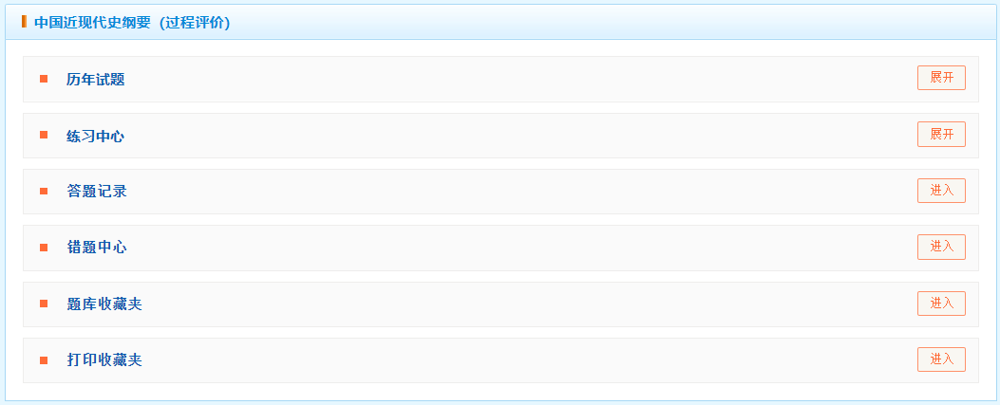 中国近现代史纲要（过程评价）
历年试题 展开
练习中心 展开
答题记录 进入
错题中心 进入
题库收藏夹 进入
打印收藏夹 进入